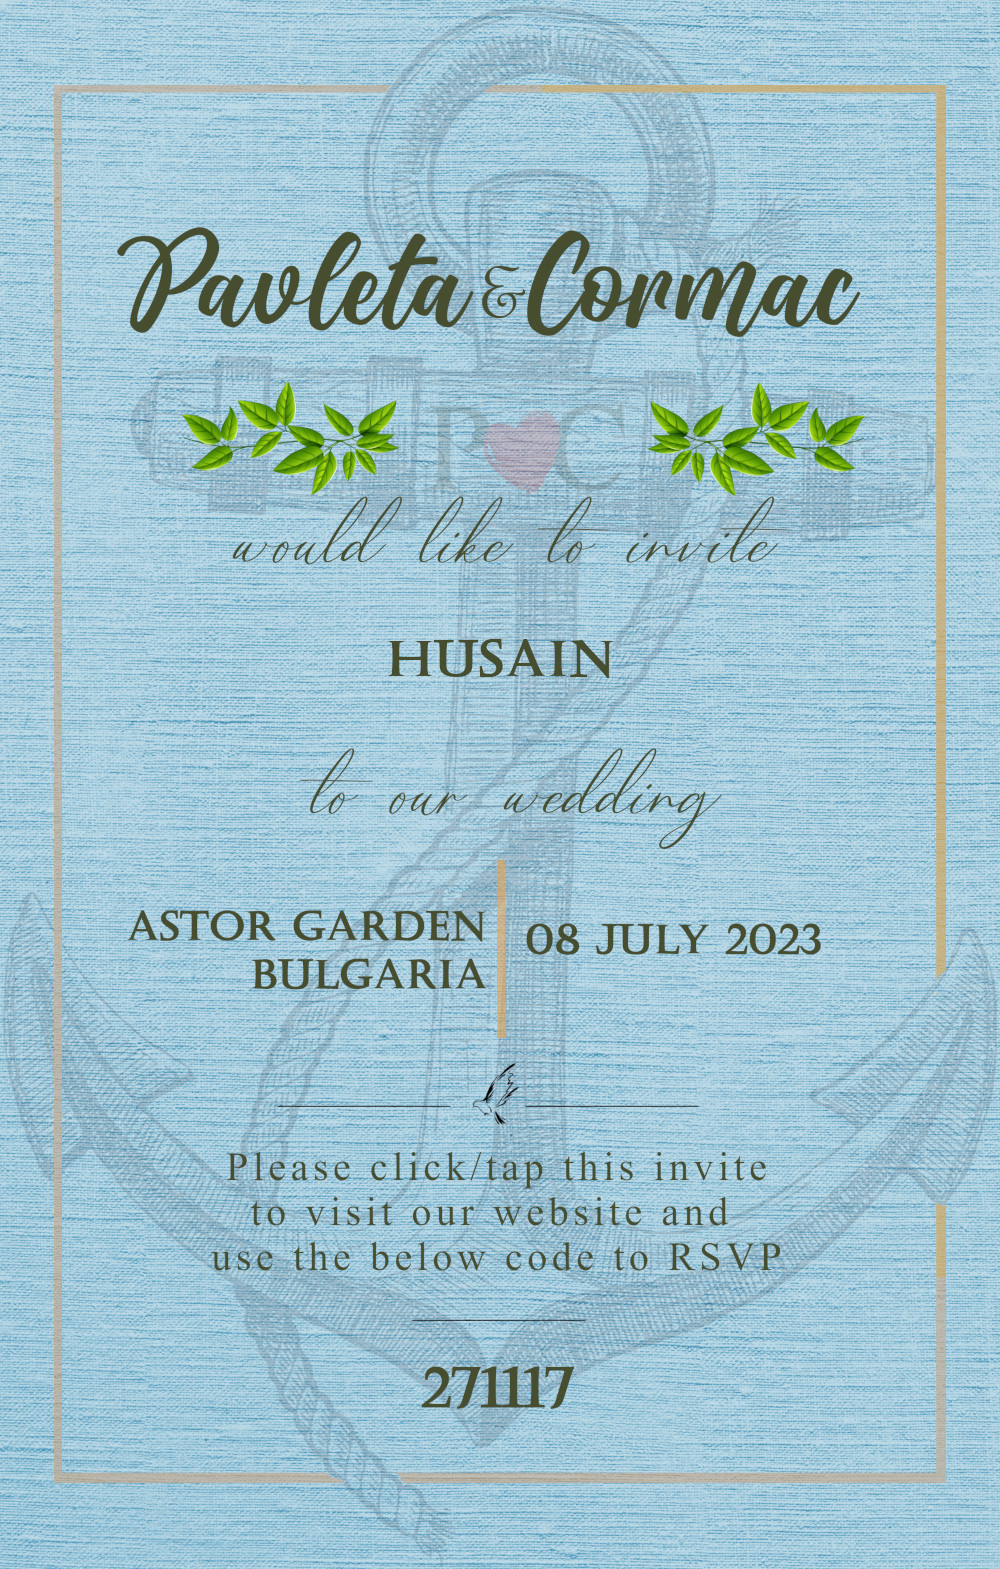 Pavleta & Cormac
P C
would like to invite
HUSAIN
to our wedding
ASTOR GARDEN
BULGARIA
08 JULY 2023
Please click/tap this invite
to visit our website and
use the below code to RSVP
271117